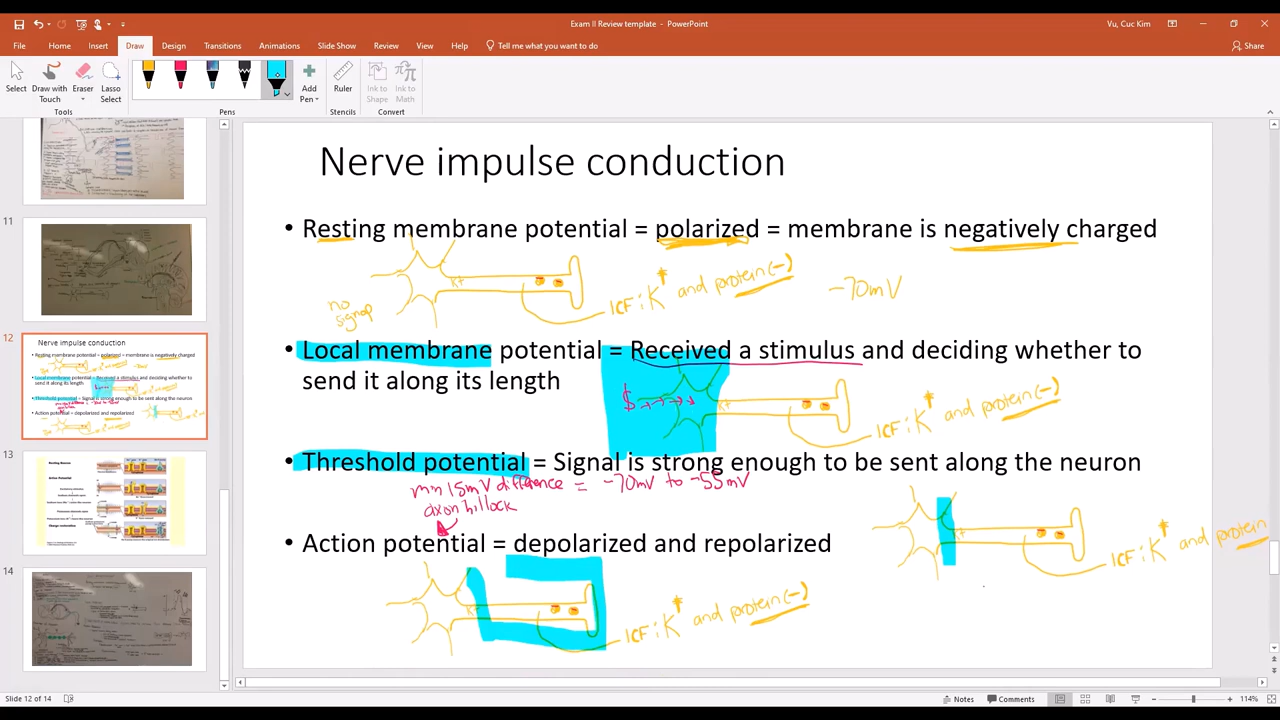 Exam II Review template - PowerPoint
Vu, Cuc Kim
File Home Insert Draw Design Transitions Animations Slide Show Review View Help Tell me what you want to do
Share
Select
Draw with Touch
Eraser
Lasso Select
Add Pen
Ruler
Ink to Shape
Ink to Math
Tools
Pens
Stencils
Convert
11
12
13
14
Nerve impulse conduction
• Resting membrane potential = polarized = membrane is negatively charged
no signal
K+
ICF: K+ and protein (-)
-70mV
• Local membrane potential = Received a stimulus and deciding whether to
send it along its length
$
K+
ICF: K+ and protein (-)
• Threshold potential = Signal is strong enough to be sent along the neuron
min 15mV difference = -70mV to -55mV
axon hillock
ICF: K+ and protein
• Action potential = depolarized and repolarized
K+
ICF: K+ and protein (-)
Slide 12 of 14
Notes
Comments
114%